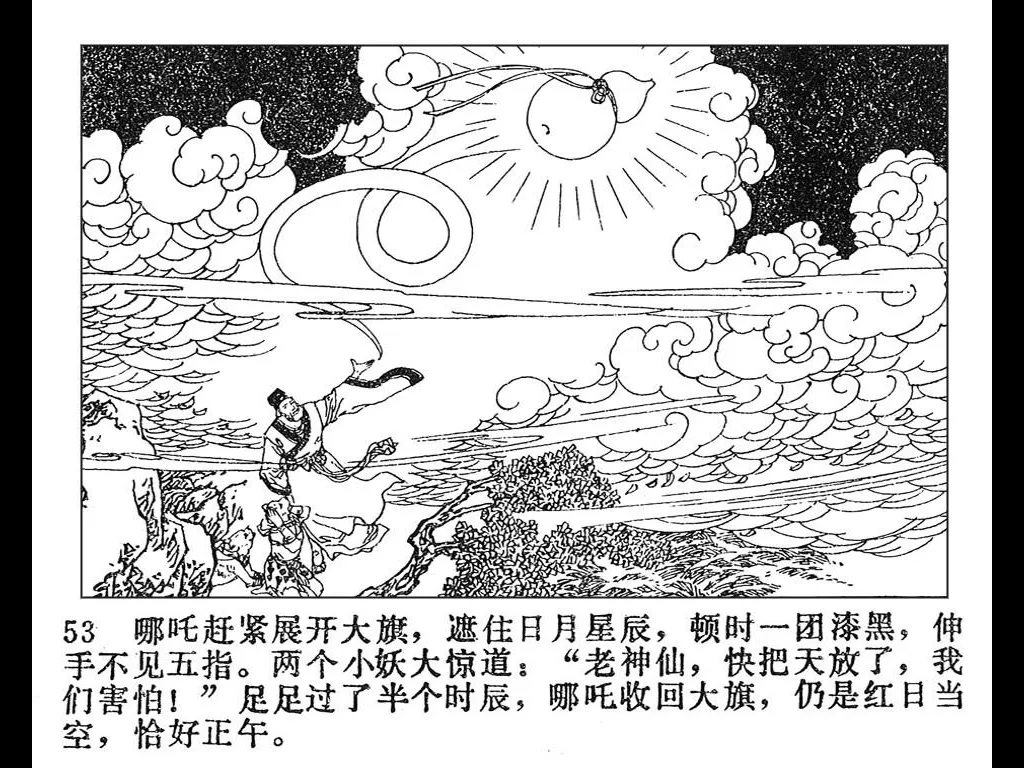 53 哪吒赶紧展开大旗，遮住日月星辰，顿时一团漆黑，伸
手不见五指。两个小妖大惊道：“老神仙，快把天放了，我
们害怕！”足足过了半个时辰，哪吒收回大旗，仍是红日当
空，恰好正午。